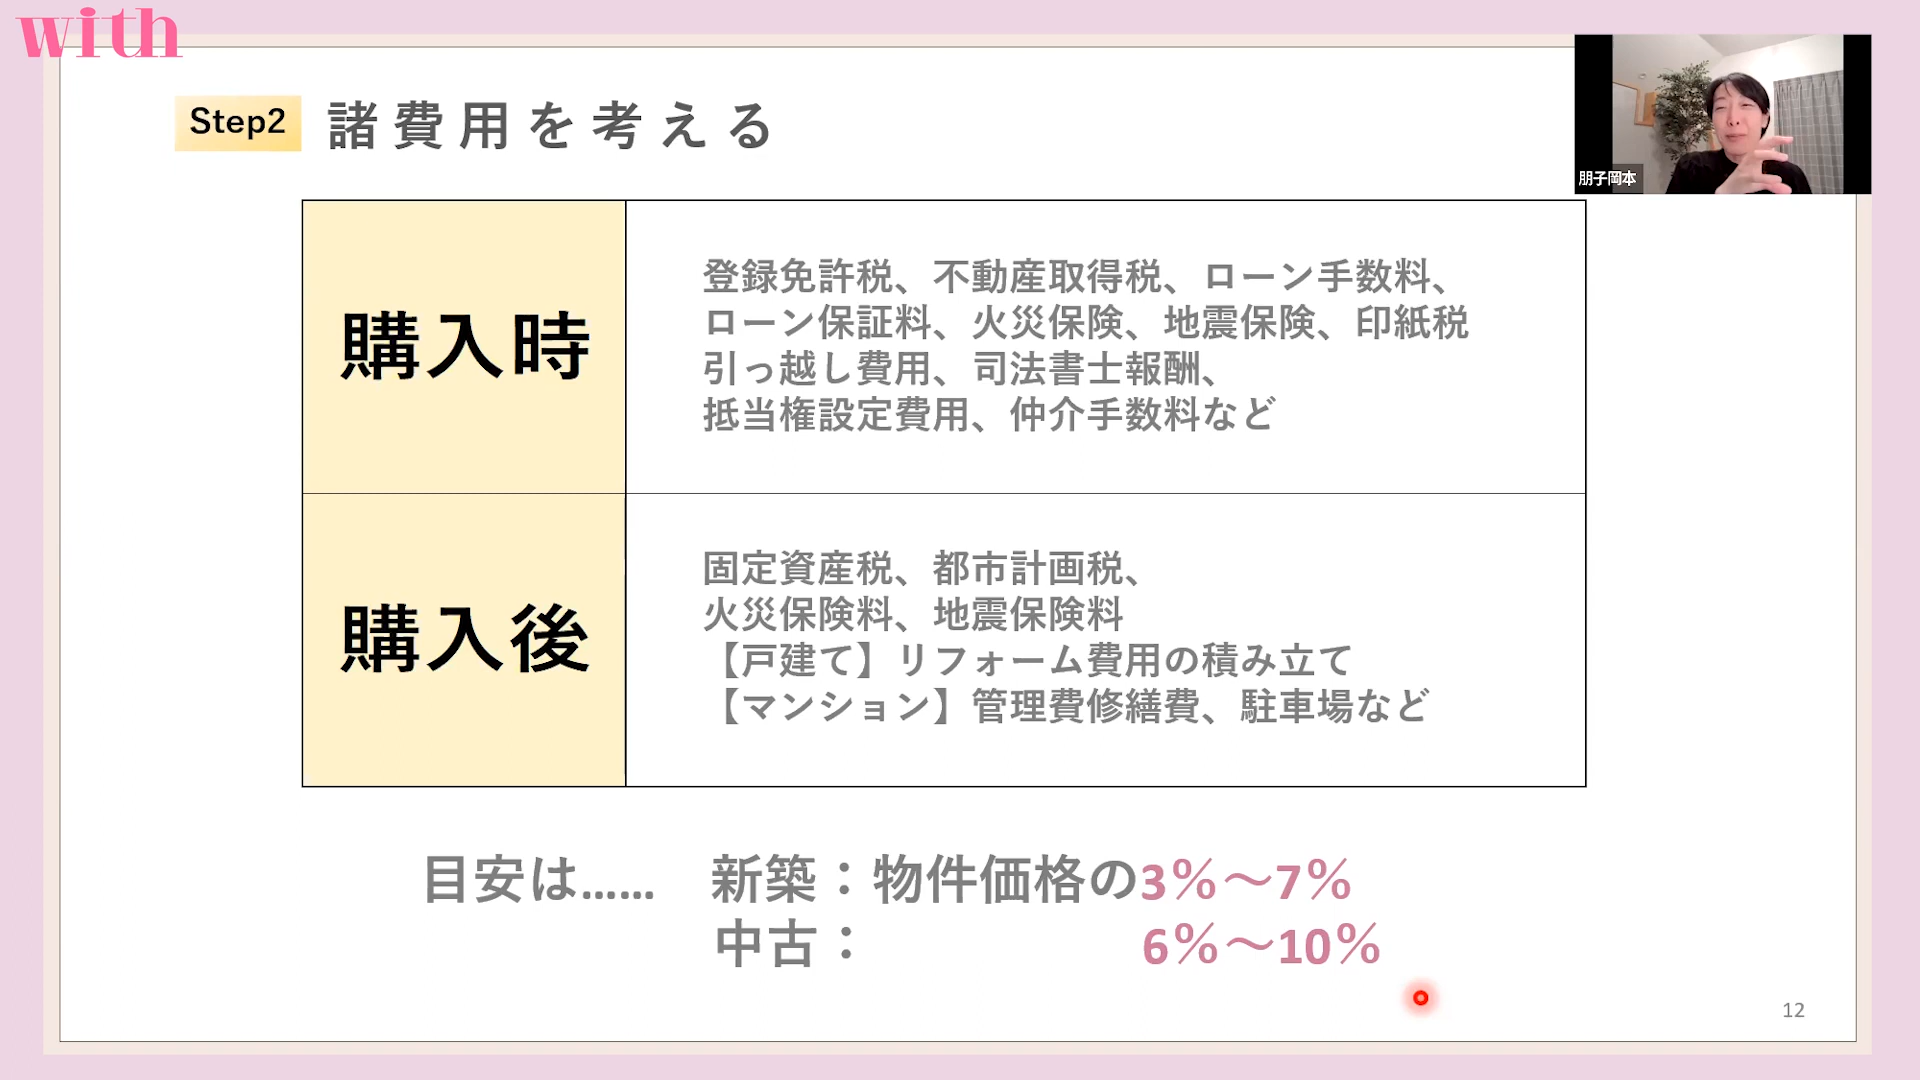 with
Step2 諸費用を考える
朋子岡本
購入時
登録免許税、不動産取得税、ローン手数料、
ローン保証料、火災保険、地震保険、印紙税
引っ越し費用、司法書士報酬、
抵当権設定費用、仲介手数料など
購入後
固定資産税、都市計画税、
火災保険料、地震保険料
【戸建て】リフォーム費用の積み立て
【マンション】管理費修繕費、駐車場など
目安は…… 新築：物件価格の3％～7％
中古： 6％～10％
12